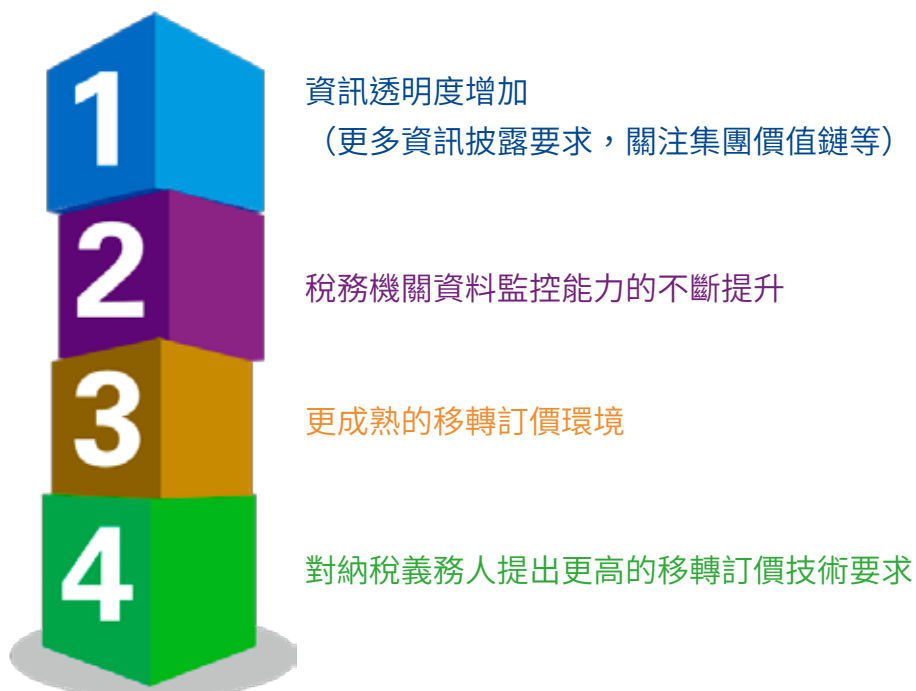 1
資訊透明度增加
（更多資訊披露要求，關注集團價值鏈等）
2
稅務機關資料監控能力的不斷提升
3
更成熟的移轉訂價環境
4
對納稅義務人提出更高的移轉訂價技術要求